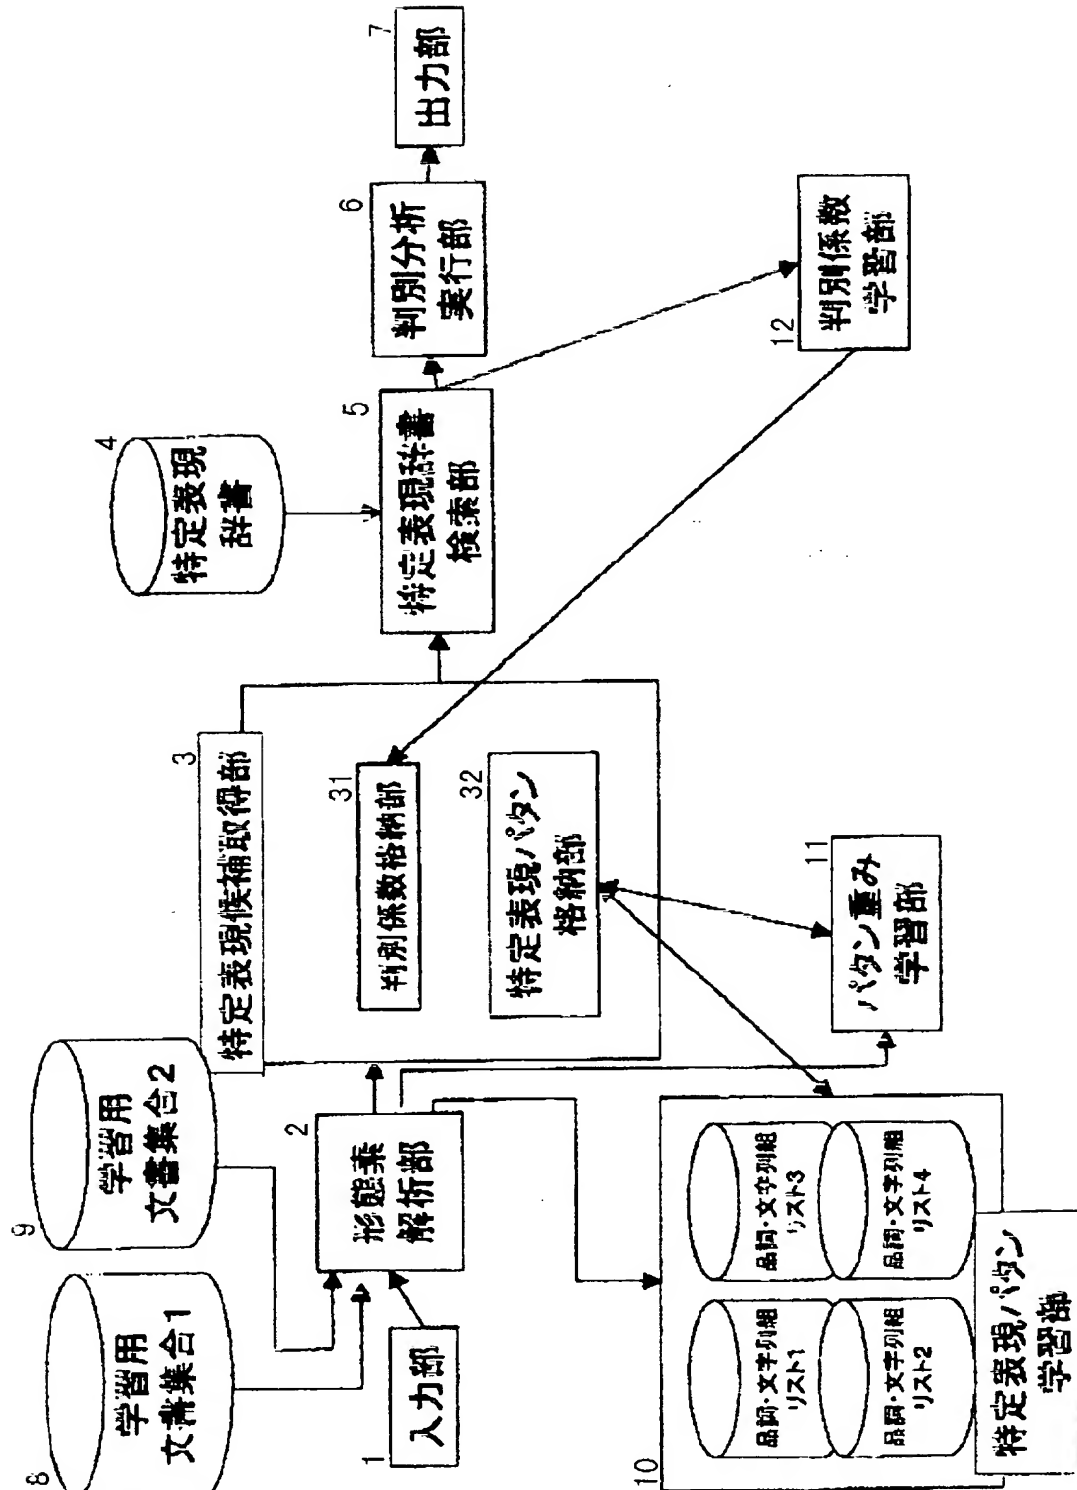 8
学習用
文書集合1
9
学習用
文書集合2
1
入力部
2
形態素
解析部
3
特定表現候補取得部
31
判別係数格納部
32
特定表現パタン
格納部
4
特定表現
辞書
5
特定表現辞書
検索部
6
判別分析
実行部
7
出力部
10
品詞・文字列組
リスト1
品詞・文字列組
リスト2
品詞・文字列組
リスト3
品詞・文字列組
リスト4
特定表現パタン
学習部
11
パタン重み
学習部
12
判別係数
学習部